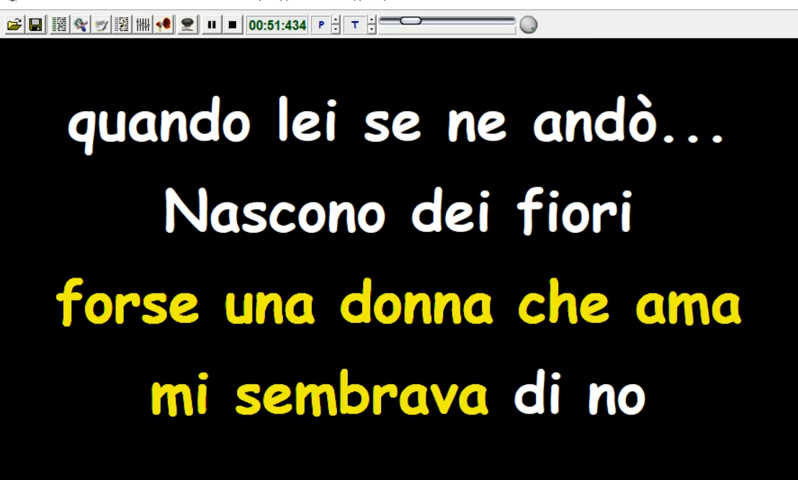 00:51:434 P T
quando lei se ne andò...
Nascono dei fiori
forse una donna che ama
mi sembrava di no